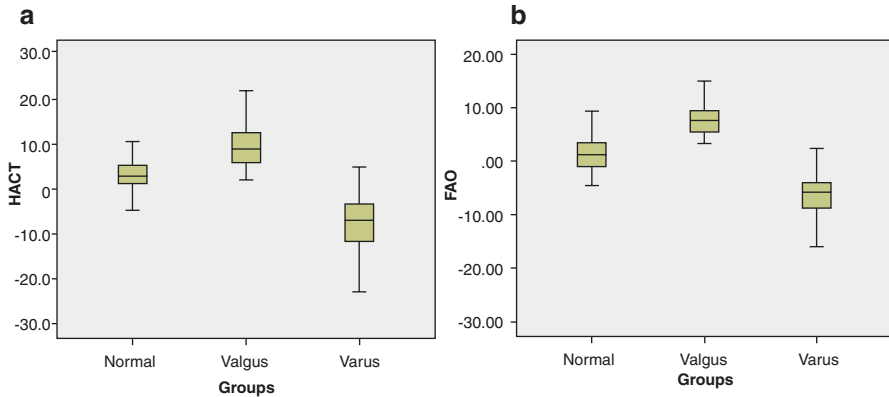 a
30.0
20.0
10.0
0
-10.0
-20.0
-30.0
HACT
Normal Valgus Varus
Groups
b
20.00
10.00
.00
-10.00
-20.00
-30.00
FAO
Normal Valgus Varus
Groups